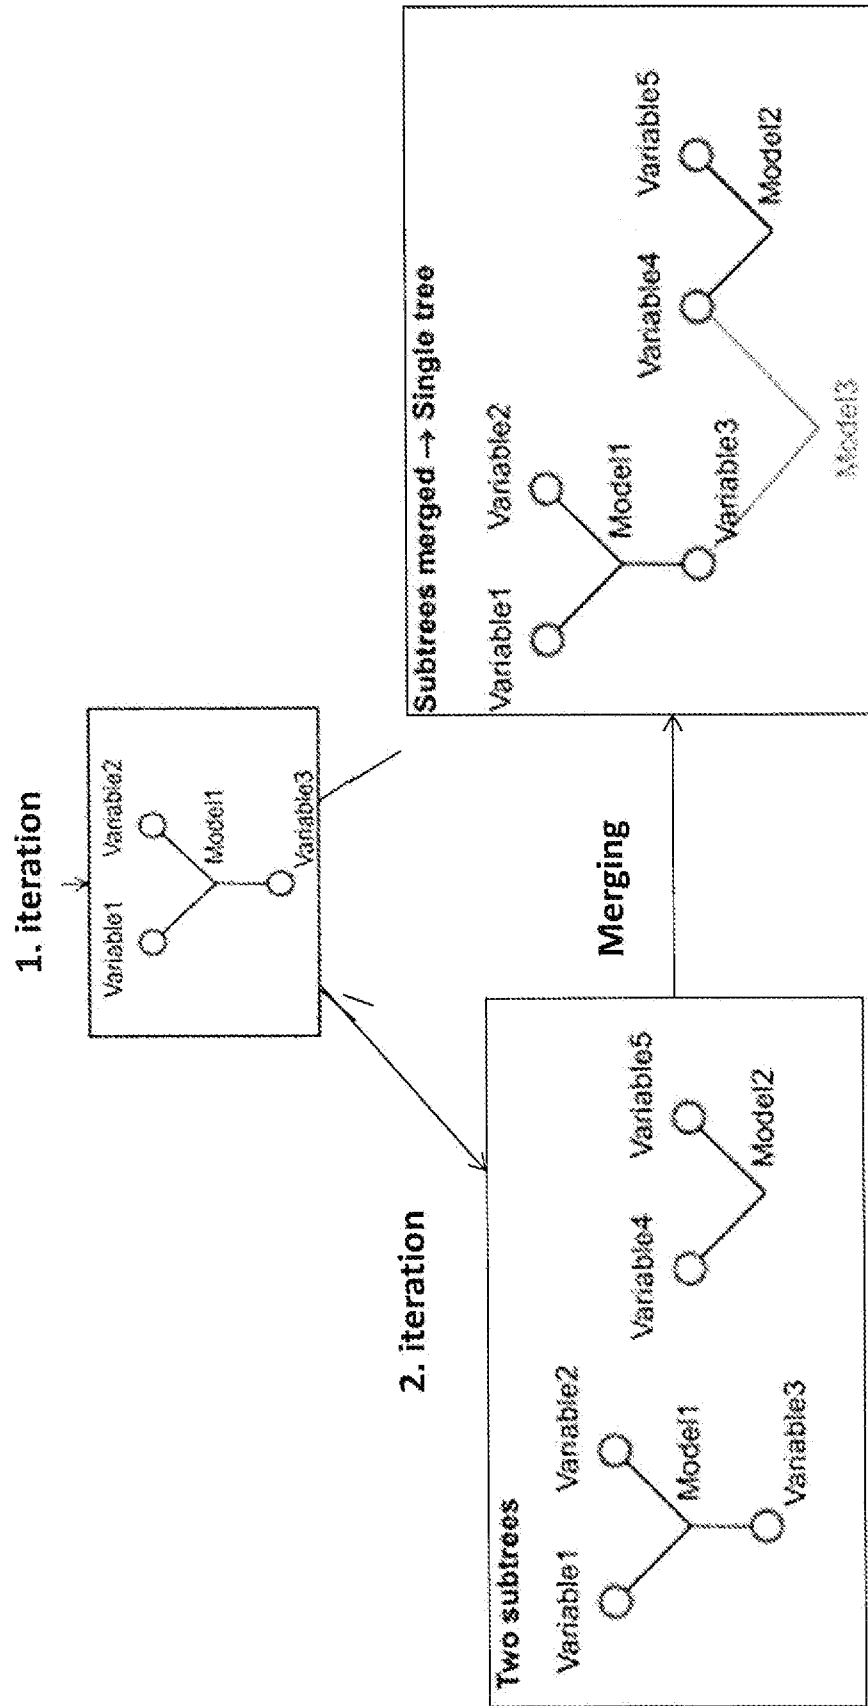 1. iteration
Variable1
Variable2
Model1
Variable3
2. iteration
Two subtrees
Variable1
Variable2
Model1
Variable3
Variable4
Variable5
Model2
Merging
Subtrees merged → Single tree
Variable1
Variable2
Model1
Variable3
Variable4
Variable5
Model2
Model3